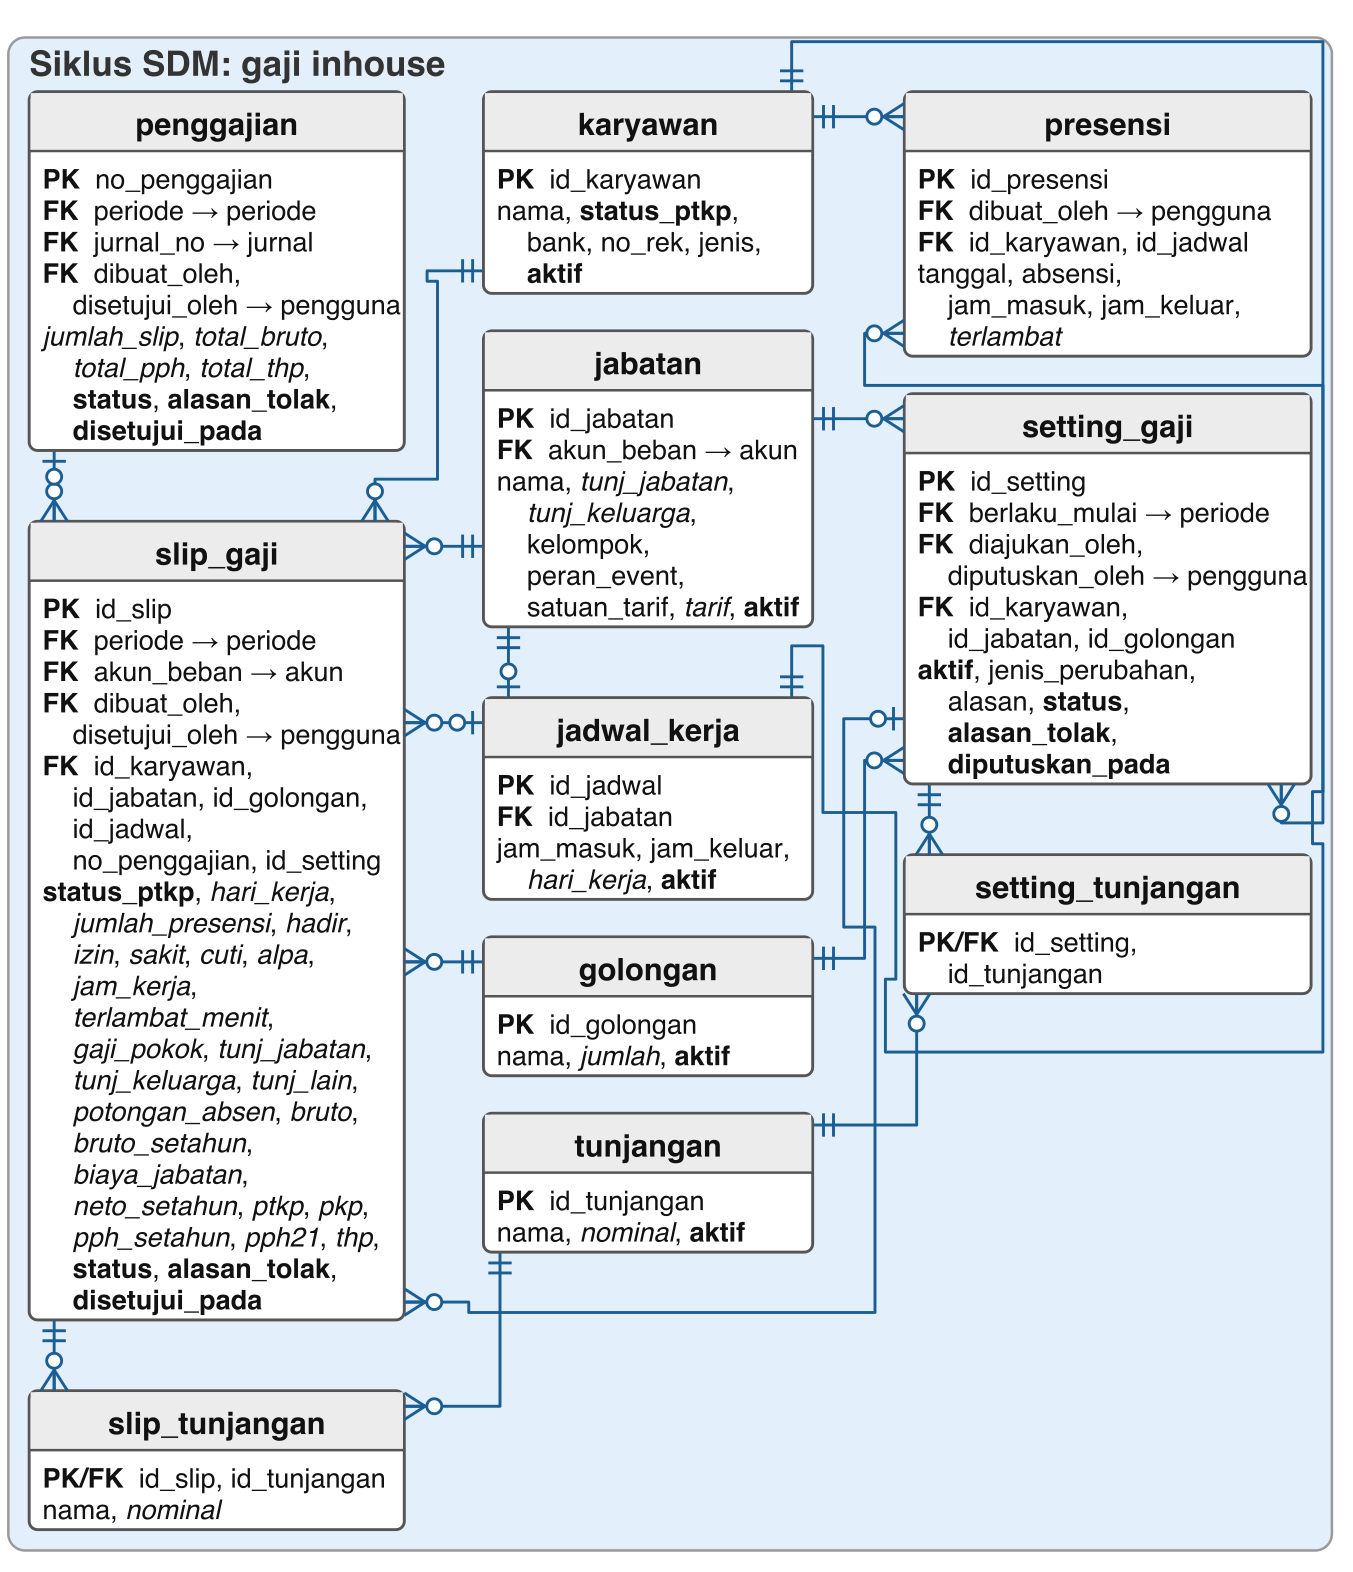 Siklus SDM: gaji inhouse
penggajian
PK no_penggajian
FK periode → periode
FK jurnal_no → jurnal
FK dibuat_oleh,
disetujui_oleh → pengguna
jumlah_slip, total_bruto,
total_pph, total_thp,
status, alasan_tolak,
disetujui_pada
slip_gaji
PK id_slip
FK periode → periode
FK akun_beban → akun
FK dibuat_oleh,
disetujui_oleh → pengguna
FK id_karyawan,
id_jabatan, id_golongan,
id_jadwal,
no_penggajian, id_setting
status_ptkp, hari_kerja,
jumlah_presensi, hadir,
izin, sakit, cuti, alpa,
jam_kerja,
terlambat_menit,
gaji_pokok, tunj_jabatan,
tunj_keluarga, tunj_lain,
potongan_absen, bruto,
bruto_setahun,
biaya_jabatan,
neto_setahun, ptkp, pkp,
pph_setahun, pph21, thp,
status, alasan_tolak,
disetujui_pada
slip_tunjangan
PK/FK id_slip, id_tunjangan
nama, nominal
karyawan
PK id_karyawan
nama, status_ptkp,
bank, no_rek, jenis,
aktif
jabatan
PK id_jabatan
FK akun_beban → akun
nama, tunj_jabatan,
tunj_keluarga,
kelompok,
peran_event,
satuan_tarif, tarif, aktif
jadwal_kerja
PK id_jadwal
FK id_jabatan
jam_masuk, jam_keluar,
hari_kerja, aktif
golongan
PK id_golongan
nama, jumlah, aktif
tunjangan
PK id_tunjangan
nama, nominal, aktif
presensi
PK id_presensi
FK dibuat_oleh → pengguna
FK id_karyawan, id_jadwal
tanggal, absensi,
jam_masuk, jam_keluar,
terlambat
setting_gaji
PK id_setting
FK berlaku_mulai → periode
FK diajukan_oleh,
diputuskan_oleh → pengguna
FK id_karyawan,
id_jabatan, id_golongan
aktif, jenis_perubahan,
alasan, status,
alasan_tolak,
diputuskan_pada
setting_tunjangan
PK/FK id_setting,
id_tunjangan